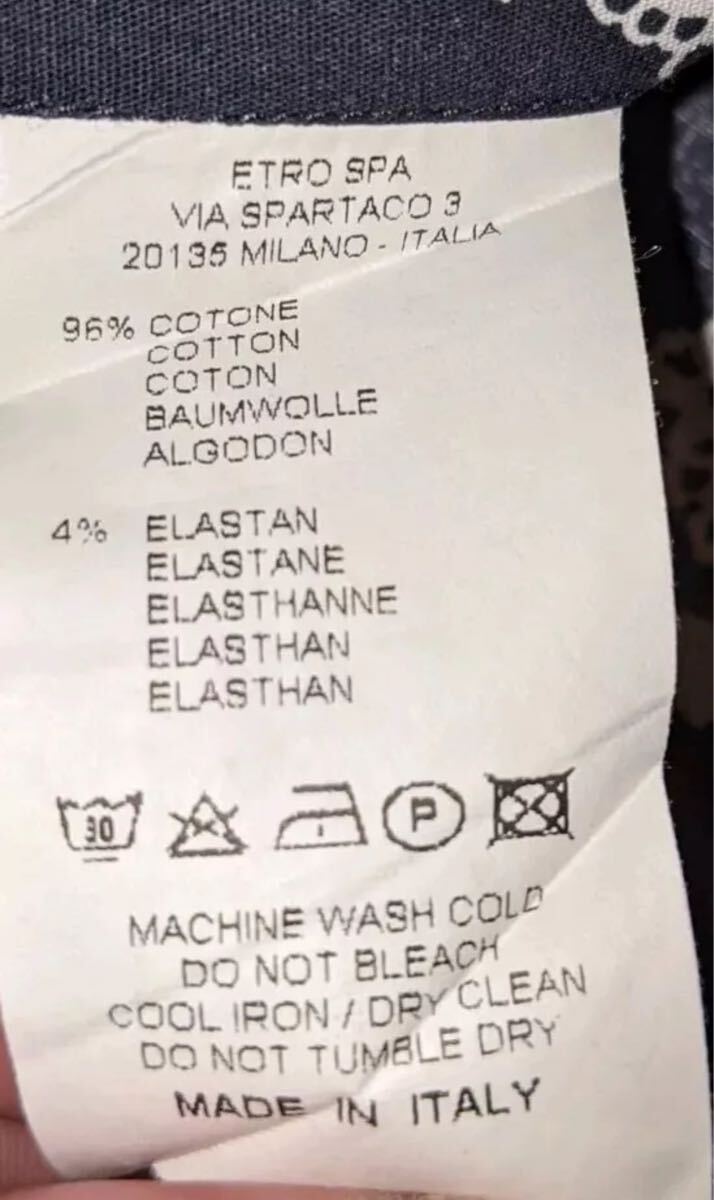 ETRO SPA
VIA SPARTACO 3
20135 MILANO - ITALIA
96% COTONE
COTTON
COTON
BAUMWOLLE
ALGODON
4% ELASTAN
ELASTANE
ELASTHANNE
ELASTHAN
ELASTHAN
30 P
MACHINE WASH COLD
DO NOT BLEACH
COOL IRON / DRY CLEAN
DO NOT TUMBLE DRY
MADE IN ITALY